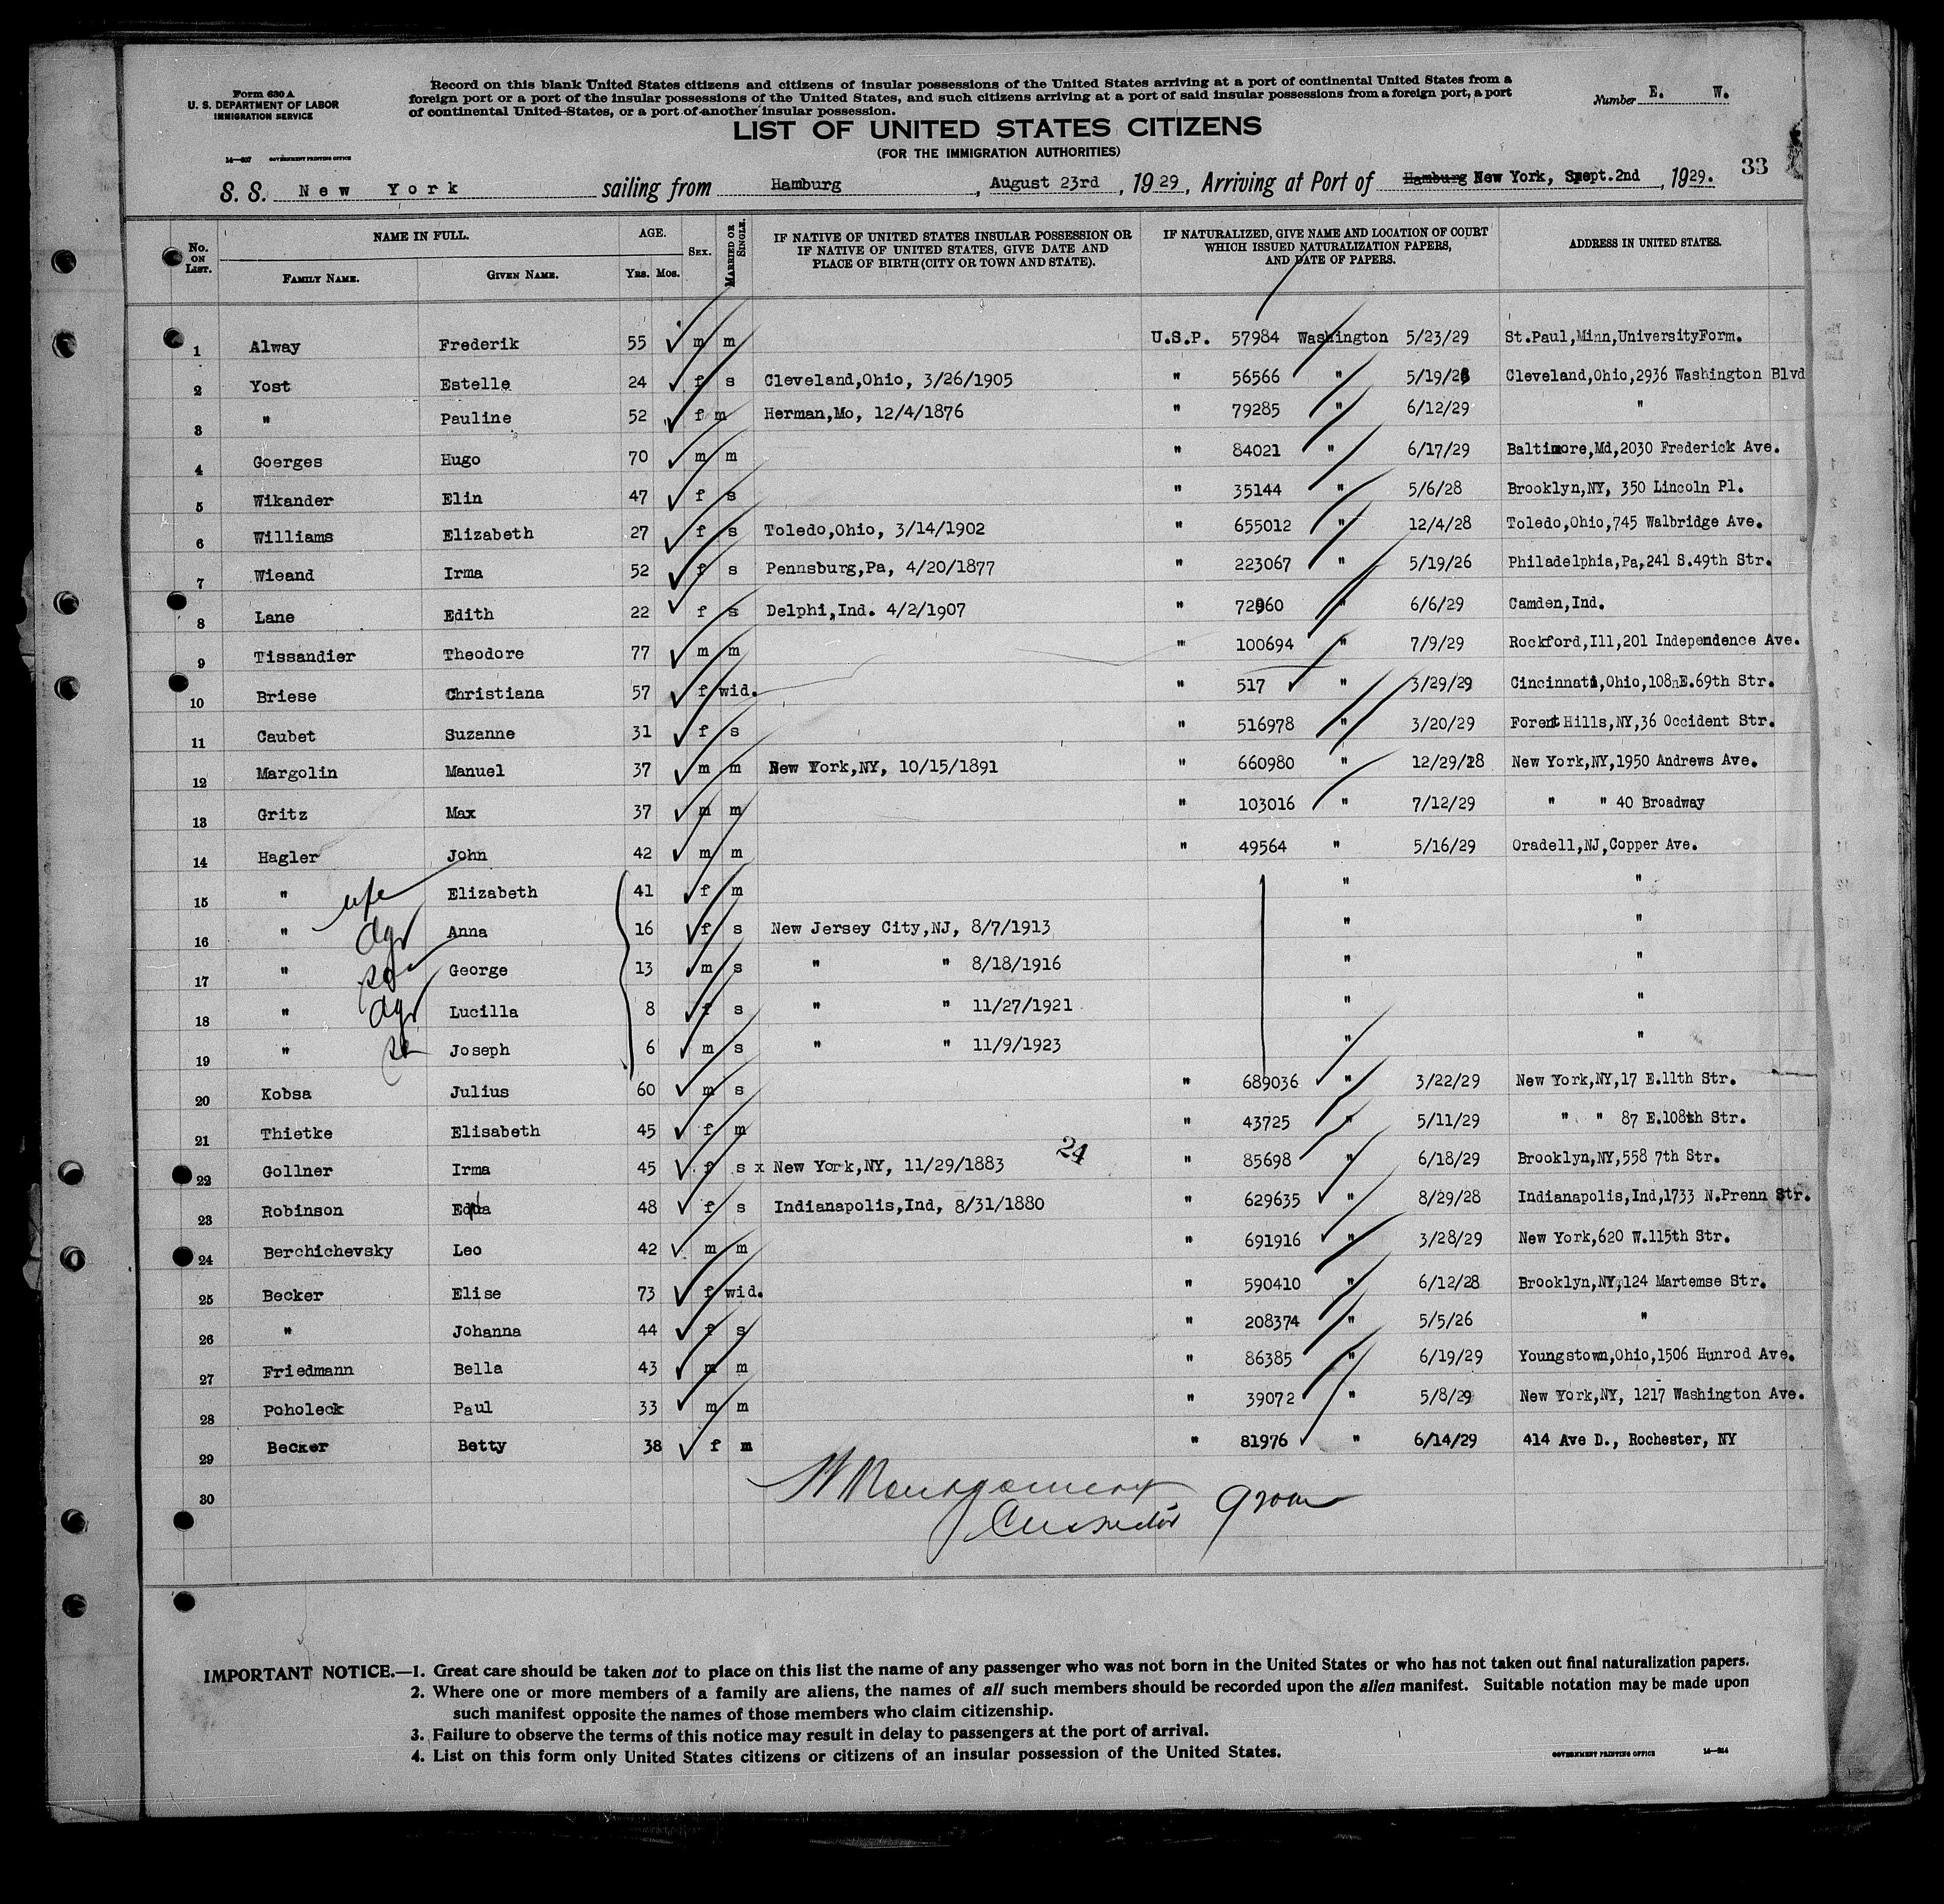 Form 630 A
U. S. DEPARTMENT OF LABOR
IMMIGRATION SERVICE
14—637 GOVERNMENT PRINTING OFFICE
Record on this blank United States citizens and citizens of insular possessions of the United States arriving at a port of continental United States from a
foreign port or a port of the insular possessions of the United States, and such citizens arriving at a port of said insular possessions from a foreign port, a port
of continental United States, or a port of another insular possession.
Number E. W.
LIST OF UNITED STATES CITIZENS
(FOR THE IMMIGRATION AUTHORITIES)
33
S. S. New York sailing from Hamburg, August 23rd, 1929, Arriving at Port of Hamburg New York, Sept. 2nd, 1929.
No. ON LIST.
NAME IN FULL.
FAMILY NAME. GIVEN NAME.
AGE.
YRS. MOS.
SEX.
MARRIED OR SINGLE.
IF NATIVE OF UNITED STATES INSULAR POSSESSION OR
IF NATIVE OF UNITED STATES, GIVE DATE AND
PLACE OF BIRTH (CITY OR TOWN AND STATE).
IF NATURALIZED, GIVE NAME AND LOCATION OF COURT
WHICH ISSUED NATURALIZATION PAPERS,
AND DATE OF PAPERS.
ADDRESS IN UNITED STATES.
1 Alway Frederik 55 m m U.S.P. 57984 Washington 5/23/29 St.Paul,Minn,UniversityForm.
2 Yost Estelle 24 f s Cleveland,Ohio, 3/26/1905 " 56566 " 5/19/28 Cleveland,Ohio,2936 Washington Blvd
3 " Pauline 52 f m Herman,Mo, 12/4/1876 " 79285 " 6/12/29 "
4 Goerges Hugo 70 m m " 84021 " 6/17/29 Baltimore,Md,2030 Frederick Ave.
5 Wikander Elin 47 f s " 35144 " 5/6/28 Brooklyn,NY, 350 Lincoln Pl.
6 Williams Elizabeth 27 f s Toledo,Ohio, 3/14/1902 " 655012 " 12/4/28 Toledo,Ohio,745 Walbridge Ave.
7 Wieand Irma 52 f s Pennsburg,Pa, 4/20/1877 " 223067 " 5/19/26 Philadelphia,Pa,241 S.49th Str.
8 Lane Edith 22 f s Delphi,Ind. 4/2/1907 " 72960 " 6/6/29 Camden,Ind.
9 Tissandier Theodore 77 m m " 100694 " 7/9/29 Rockford,Ill,201 Independence Ave.
10 Briese Christiana 57 f wid. " 517 " 3/29/29 Cincinnati,Ohio,108 E.69th Str.
11 Caubet Suzanne 31 f s " 516978 " 3/20/29 Forest Hills,NY,36 Occident Str.
12 Margolin Manuel 37 m m New York,NY, 10/15/1891 " 660980 " 12/29/28 New York,NY,1950 Andrews Ave.
13 Gritz Max 37 m m " 103016 " 7/12/29 " " 40 Broadway
14 Hagler John 42 m m " 49564 " 5/16/29 Oradell,NJ,Copper Ave.
15 " wfe Elizabeth 41 f m " "
16 " dgr Anna 16 f s New Jersey City,NJ, 8/7/1913 " "
17 " son George 13 m s " " 8/18/1916 " "
18 " dgr Lucilla 8 f s " " 11/27/1921 " "
19 " sn Joseph 6 m s " " 11/9/1923 " "
20 Kobsa Julius 60 m s " 689036 " 3/22/29 New York,NY,17 E.11th Str.
21 Thietke Elisabeth 45 f m " 43725 " 5/11/29 " " 87 E.108th Str.
22 Gollner Irma 45 f s x New York,NY, 11/29/1883 24 " 85698 " 6/18/29 Brooklyn,NY,558 7th Str.
23 Robinson Edna 48 f s Indianapolis,Ind, 8/31/1880 " 629635 " 8/29/28 Indianapolis,Ind,1733 N.Prenn Str.
24 Berchichevsky Leo 42 m m " 691916 " 3/28/29 New York,620 W.115th Str.
25 Becker Elise 73 f wid. " 590410 " 6/12/28 Brooklyn,NY,124 Martemse Str.
26 " Johanna 44 f s " 208374 " 5/5/26 "
27 Friedmann Bella 43 m m " 86385 " 6/19/29 Youngstown,Ohio,1506 Hunrod Ave.
28 Poholeck Paul 33 m m " 39072 " 5/8/29 New York,NY, 1217 Washington Ave.
29 Becker Betty 38 f m " 81976 " 6/14/29 414 Ave D., Rochester, NY
30
Montgomery
IMPORTANT NOTICE.—1. Great care should be taken not to place on this list the name of any passenger who was not born in the United States or who has not taken out final naturalization papers.
2. Where one or more members of a family are aliens, the names of all such members should be recorded upon the alien manifest. Suitable notation may be made upon
such manifest opposite the names of those members who claim citizenship.
3. Failure to observe the terms of this notice may result in delay to passengers at the port of arrival.
4. List on this form only United States citizens or citizens of an insular possession of the United States.
GOVERNMENT PRINTING OFFICE 14—614